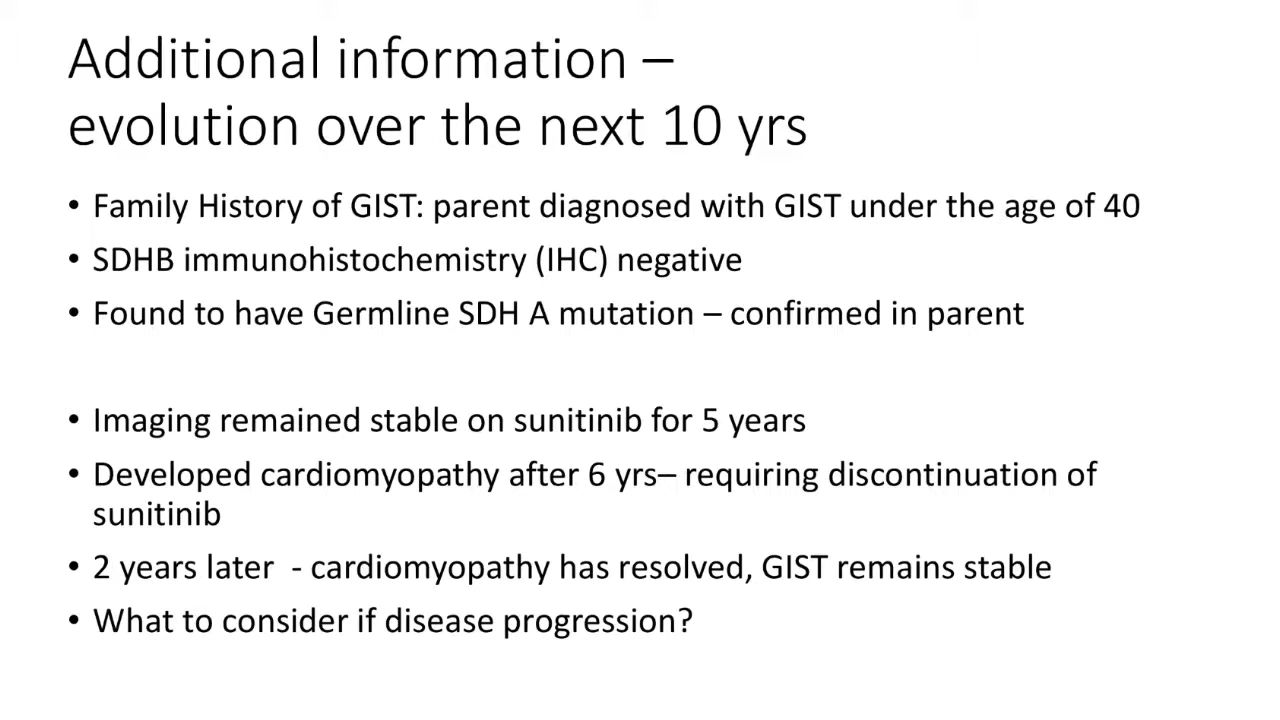 Additional information –
evolution over the next 10 yrs
• Family History of GIST: parent diagnosed with GIST under the age of 40
• SDHB immunohistochemistry (IHC) negative
• Found to have Germline SDH A mutation – confirmed in parent
• Imaging remained stable on sunitinib for 5 years
• Developed cardiomyopathy after 6 yrs– requiring discontinuation of
sunitinib
• 2 years later - cardiomyopathy has resolved, GIST remains stable
• What to consider if disease progression?